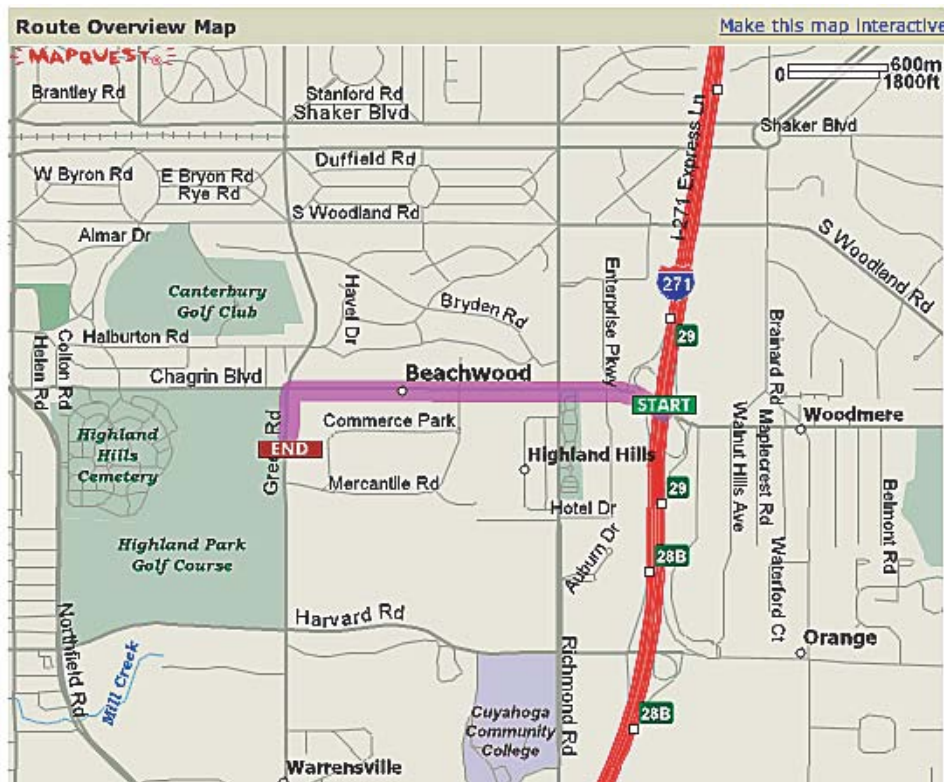 Route Overview Map
Make this map interactive
MAPQUEST
0 600m
1800ft
Brantley Rd
Stanford Rd
Shaker Blvd
Shaker Blvd
I-271 Express Ln
Duffield Rd
W Byron Rd
E Bryon Rd
Rye Rd
S Woodland Rd
S Woodland Rd
Almar Dr
Canterbury
Golf Club
Havel Dr
Bryden Rd
Enterprise Pkwy
271
29
Brainard Rd
Helen Rd
Colton Rd
Halburton Rd
Chagrin Blvd
Beachwood
START
Commerce Park
Woodmere
Highland
Hills
Cemetery
END
Highland Hills
Walnut Hills Ave
Maplecrest Rd
Mercantile Rd
29
Belmont Rd
Hotel Dr
Auburn Dr
28B
Highland Park
Golf Course
Waterford Ct
Harvard Rd
Northfield Rd
Mill Creek
Richmond Rd
Orange
28B
Cuyahoga
Community
College
Warrensville